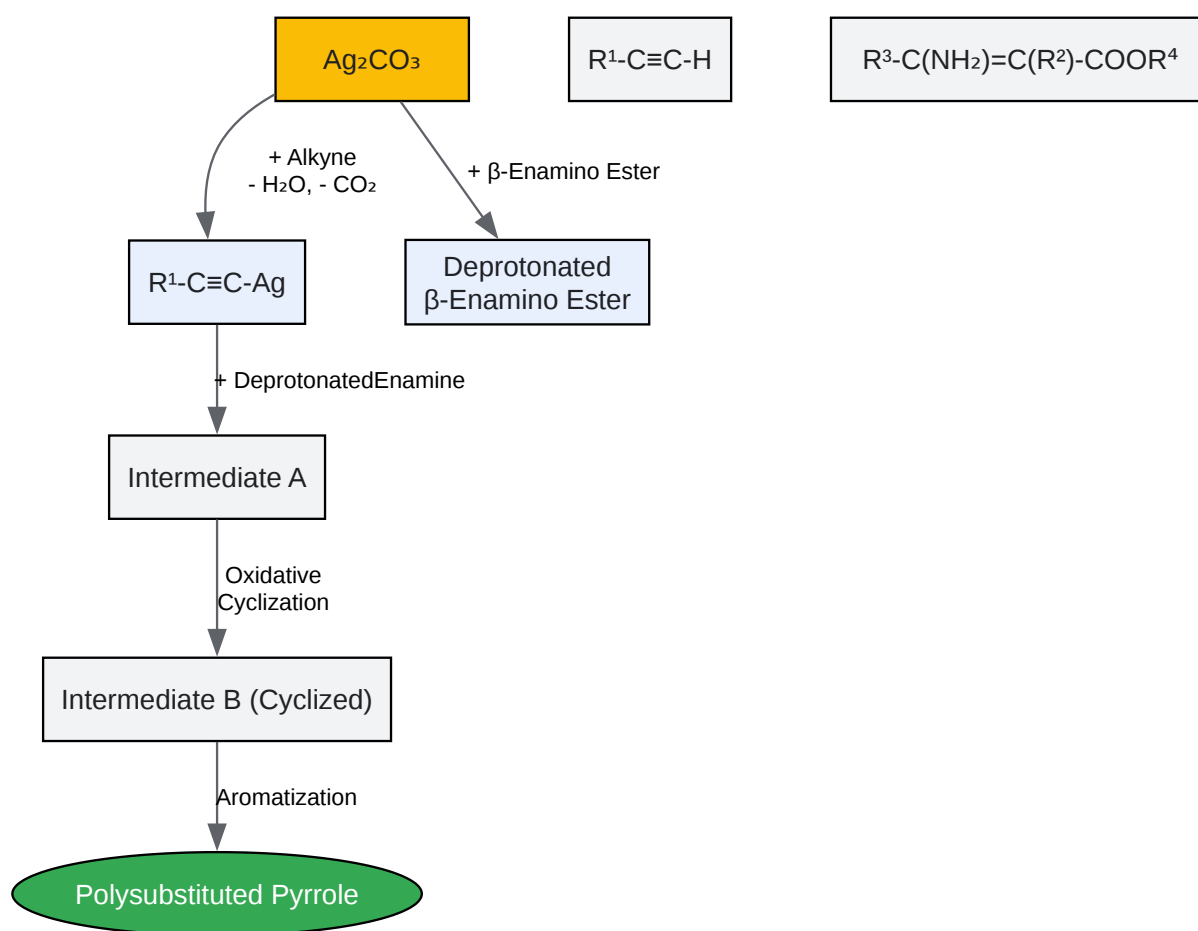 Ag₂CO₃
R¹-C≡C-H
R³-C(NH₂)=C(R²)-COOR⁴
+ Alkyne
- H₂O, - CO₂
+ β-Enamino Ester
R¹-C≡C-Ag
Deprotonated
β-Enamino Ester
+ DeprotonatedEnamine
Intermediate A
Oxidative
Cyclization
Intermediate B (Cyclized)
Aromatization
Polysubstituted Pyrrole